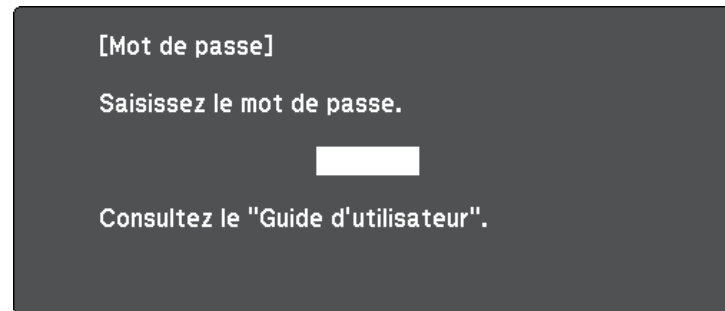 [Mot de passe]
Saisissez le mot de passe.
Consultez le "Guide d'utilisateur".